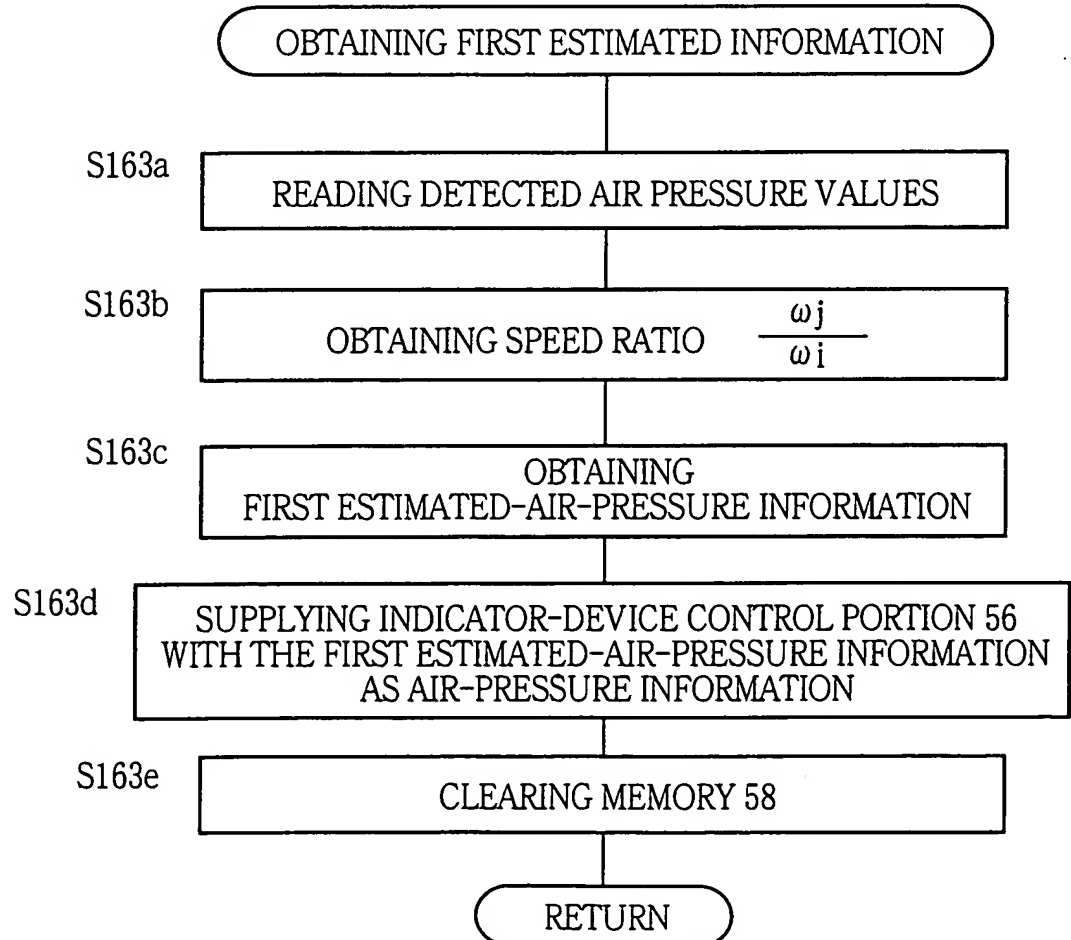 OBTAINING FIRST ESTIMATED INFORMATION
S163a
READING DETECTED AIR PRESSURE VALUES
S163b
OBTAINING SPEED RATIO ωj/ωi
S163c
OBTAINING
FIRST ESTIMATED-AIR-PRESSURE INFORMATION
S163d
SUPPLYING INDICATOR-DEVICE CONTROL PORTION 56
WITH THE FIRST ESTIMATED-AIR-PRESSURE INFORMATION
AS AIR-PRESSURE INFORMATION
S163e
CLEARING MEMORY 58
RETURN